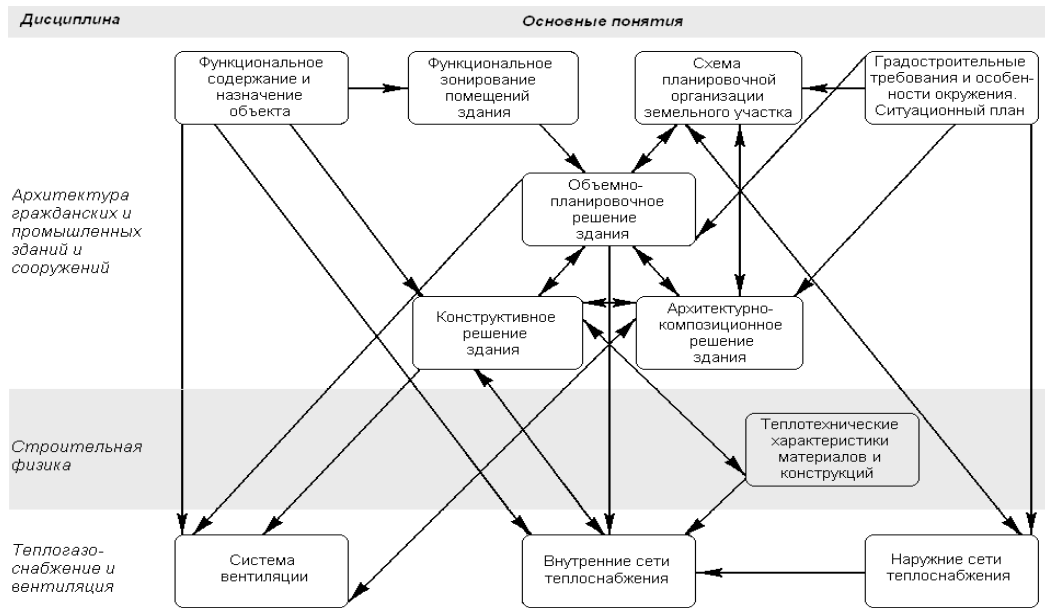 Дисциплина
Основные понятия
Функциональное
содержание и
назначение
объекта
Функциональное
зонирование
помещений
здания
Схема
планировочной
организации
земельного участка
Градостроительные
требования и особен-
ности окружения.
Ситуационный план
Архитектура
гражданских и
промышленных
зданий и
сооружений
Объемно-
планировочное
решение
здания
Конструктивное
решение
здания
Архитектурно-
композиционное
решение
здания
Строительная
физика
Теплотехнические
характеристики
материалов и
конструкций
Теплогазо-
снабжение и
вентиляция
Система
вентиляции
Внутренние сети
теплоснабжения
Наружние сети
теплоснабжения